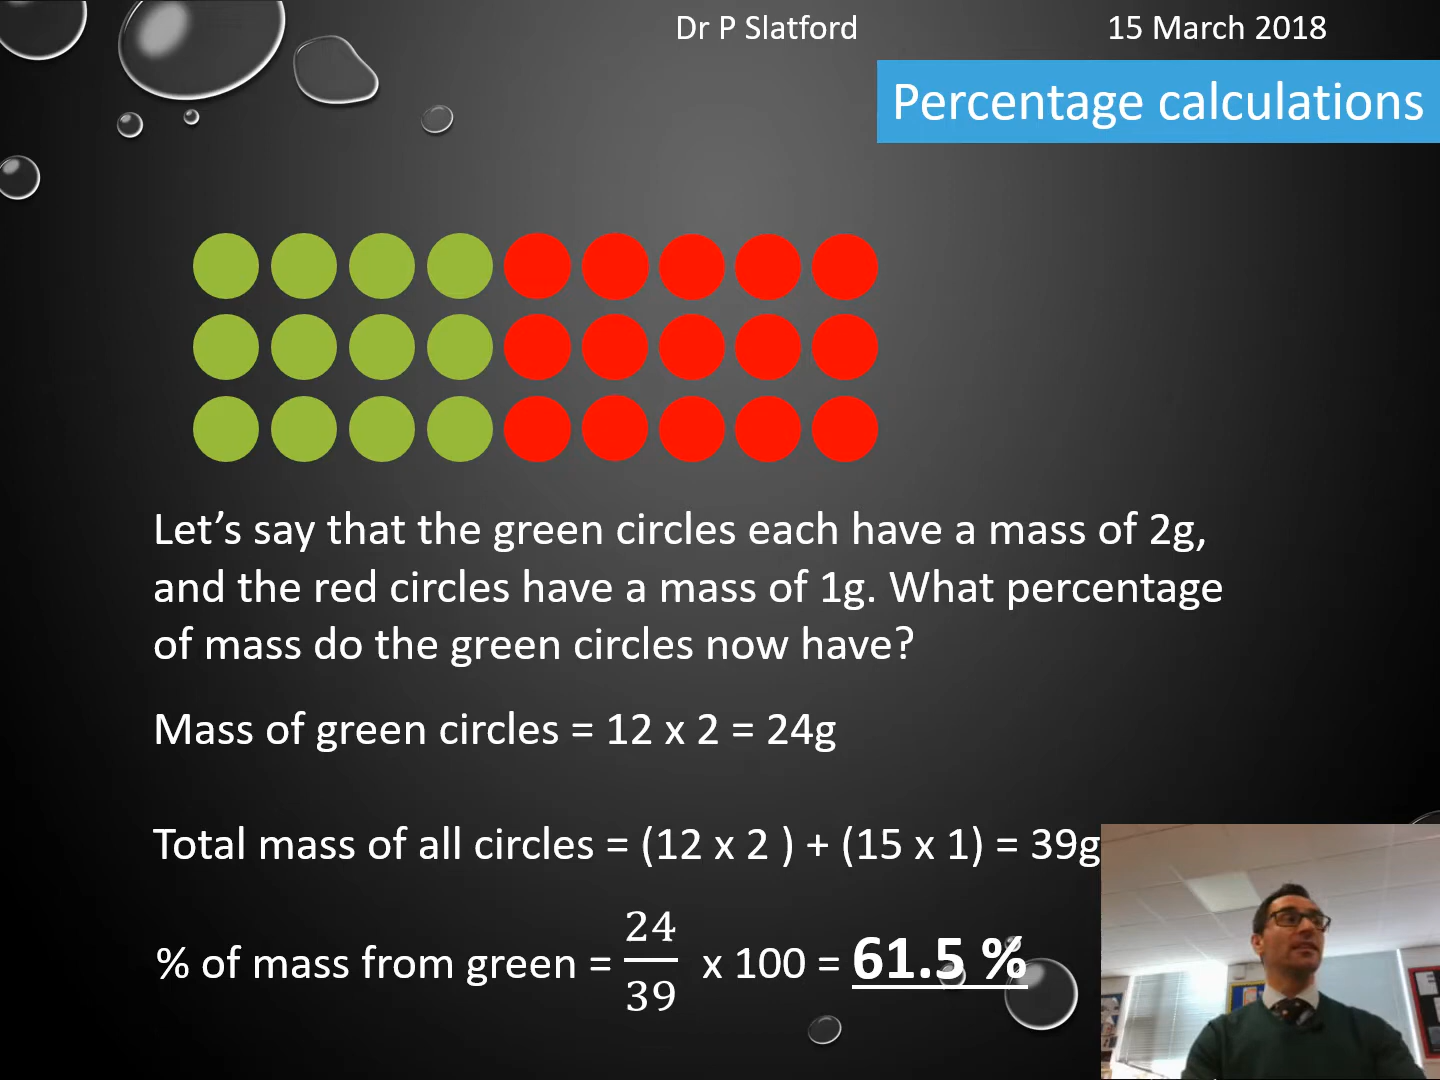 Dr P Slatford 15 March 2018
Percentage calculations
Let’s say that the green circles each have a mass of 2g,
and the red circles have a mass of 1g. What percentage
of mass do the green circles now have?
Mass of green circles = 12 x 2 = 24g
Total mass of all circles = (12 x 2 ) + (15 x 1) = 39g
% of mass from green = 24/39 x 100 = 61.5 %